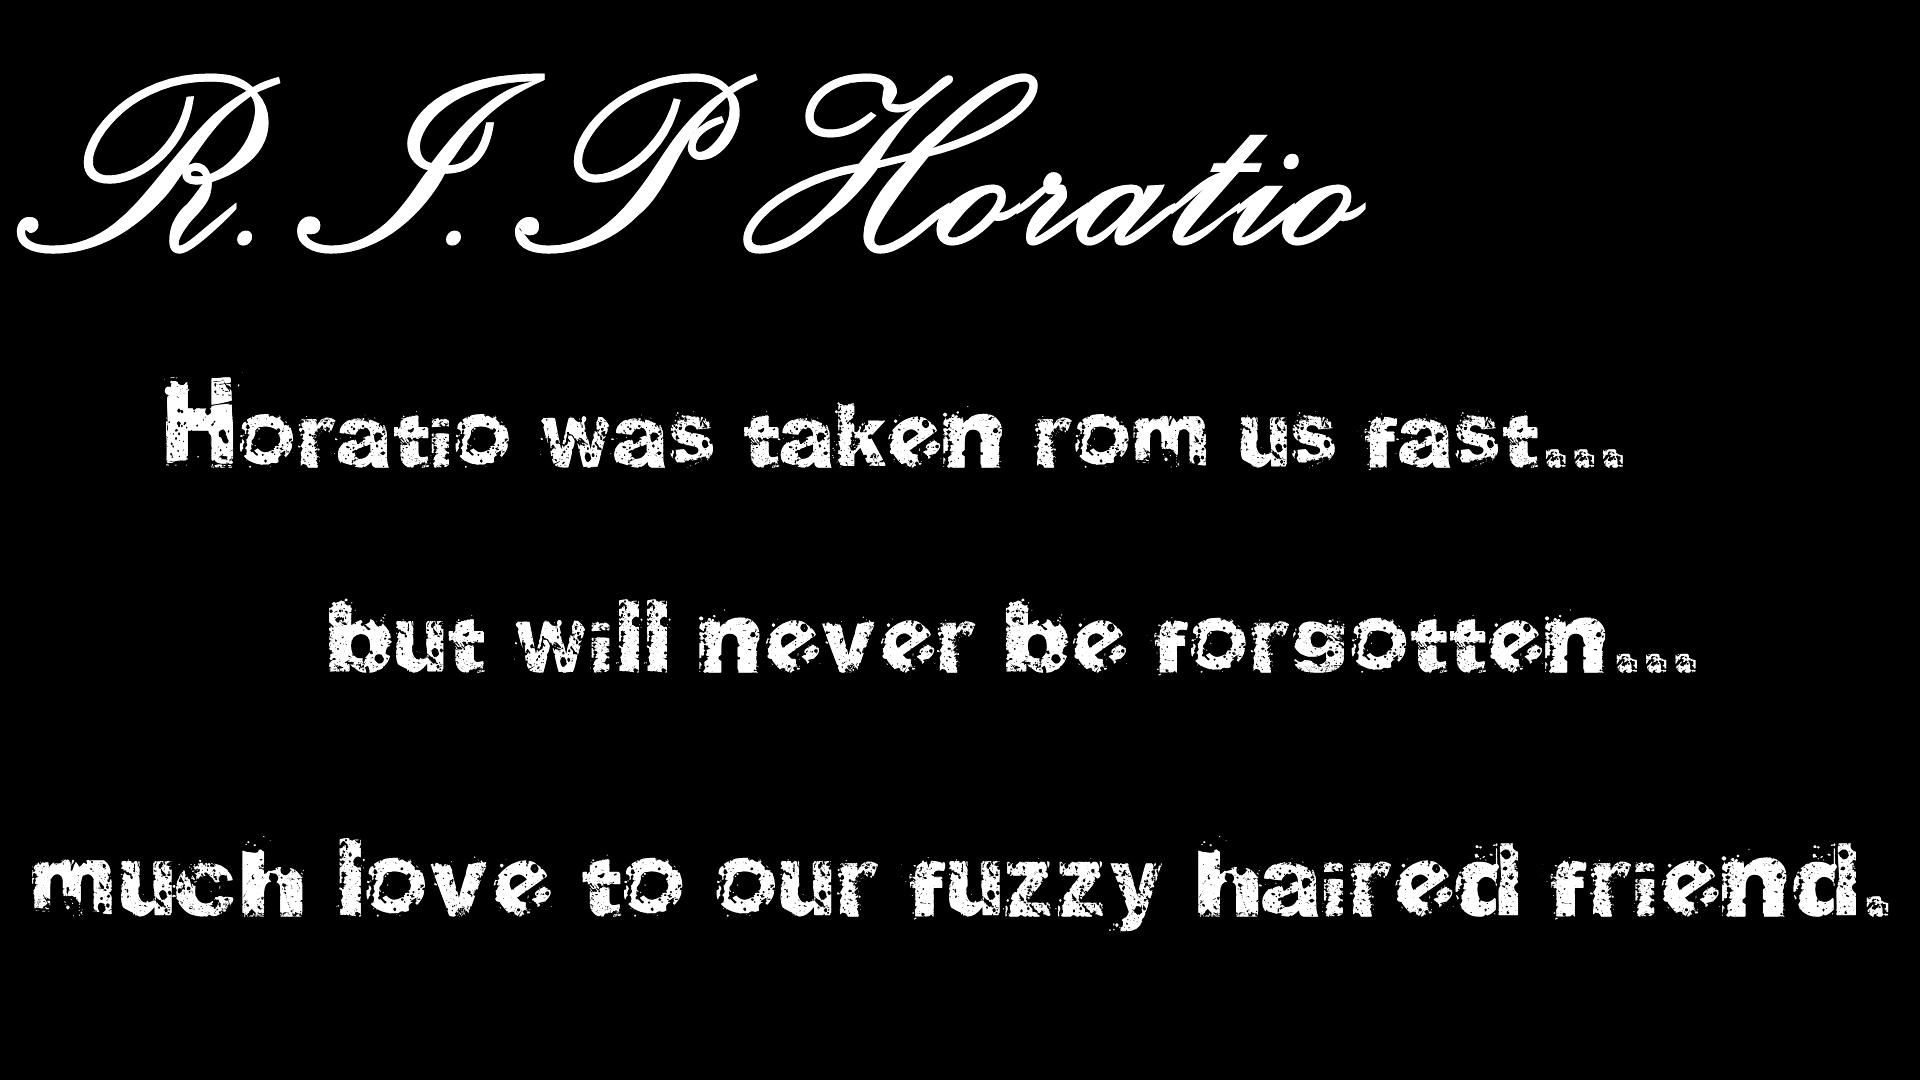 R. I. P Horatio
Horatio was taken rom us fast...
but will never be forgotten...
much love to our fuzzy haired friend.